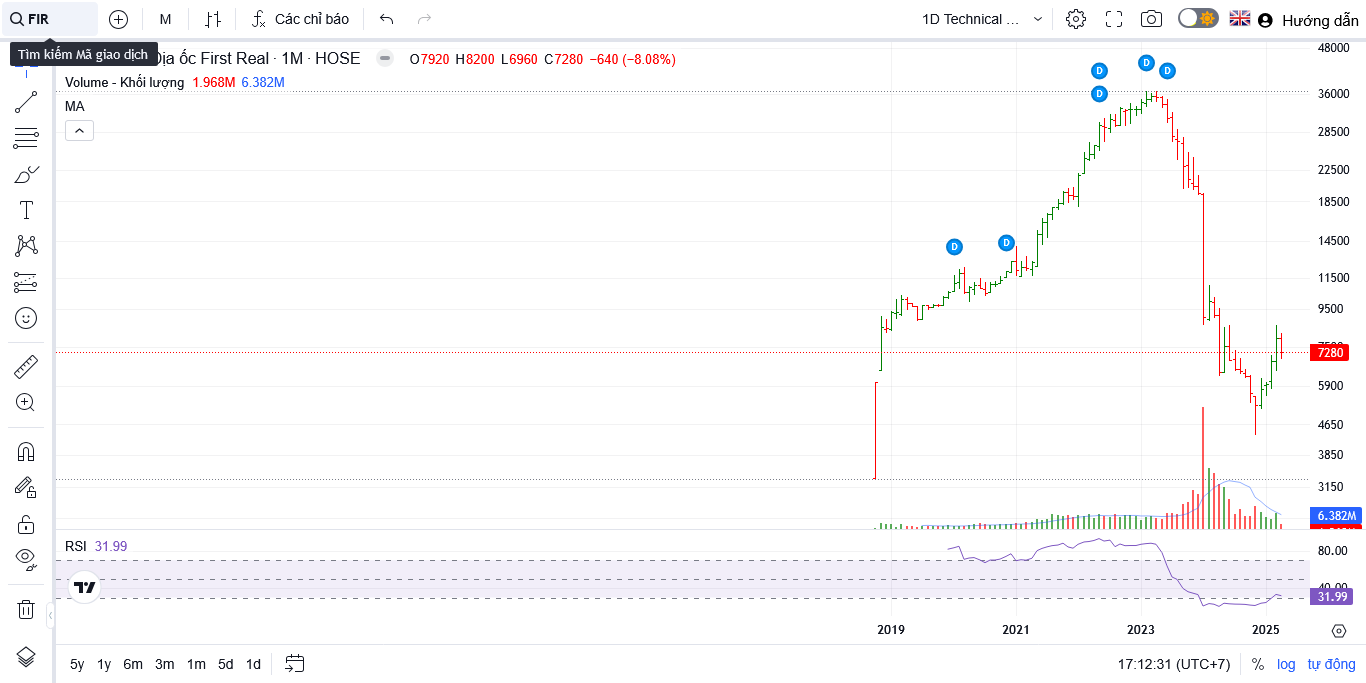 FIR
M
Các chỉ báo
1D Technical ...
Hướng dẫn
Tìm kiếm Mã giao dịch
Địa ốc First Real · 1M · HOSE
O7920 H8200 L6960 C7280 −640 (−8.08%)
Volume - Khối lượng 1.968M 6.382M
MA
D
D
D
D
D
D
48000
36000
28500
22500
18500
14500
11500
9500
7280
5900
4650
3850
3150
6.382M
RSI 31.99
80.00
40.00
31.99
2019
2021
2023
2025
5y 1y 6m 3m 1m 5d 1d
17:12:31 (UTC+7)
%
log
tự động